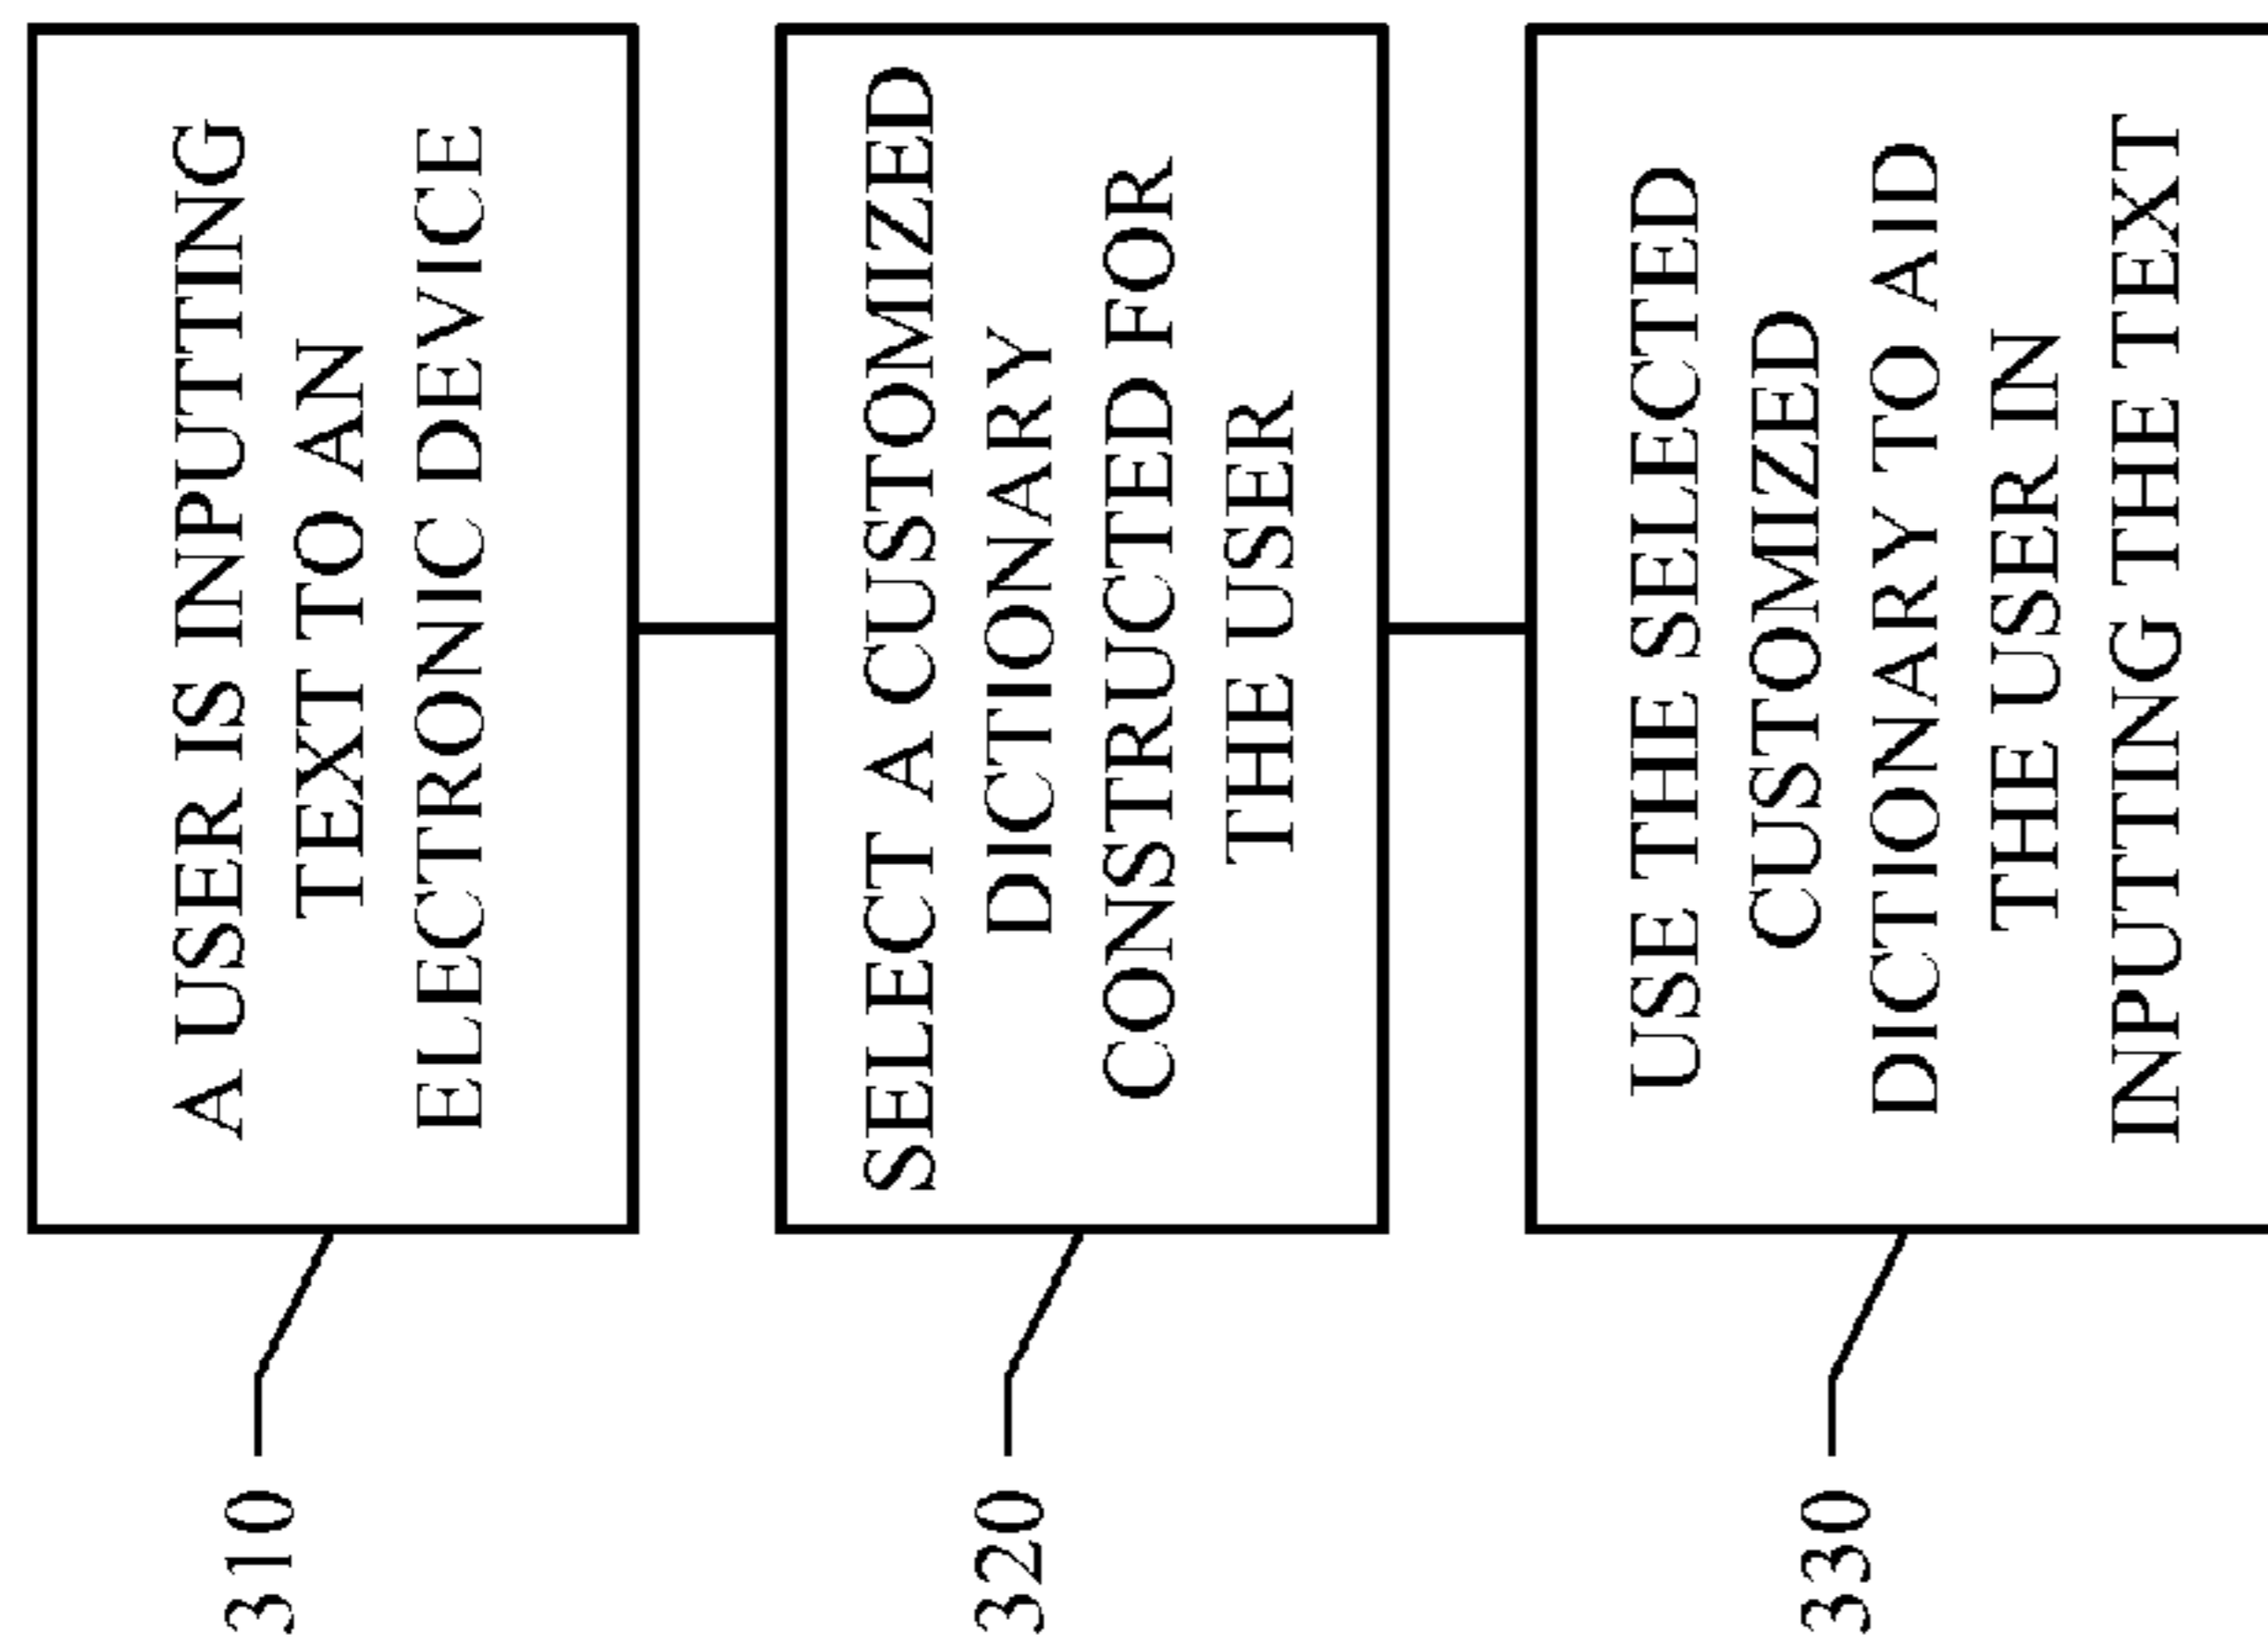 310
A USER IS INPUTTING
TEXT TO AN
ELECTRONIC DEVICE
320
SELECT A CUSTOMIZED
DICTIONARY
CONSTRUCTED FOR
THE USER
330
USE THE SELECTED
CUSTOMIZED
DICTIONARY TO AID
THE USER IN
INPUTTING THE TEXT